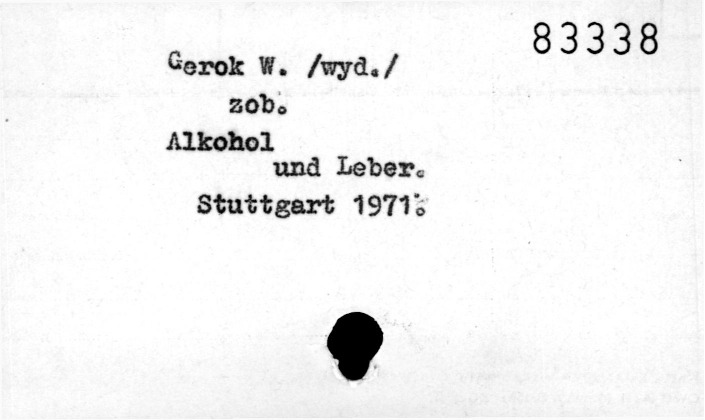 83338
Gerok W. /wyd./
zob.
Alkohol
und Leber.
Stuttgart 1971.